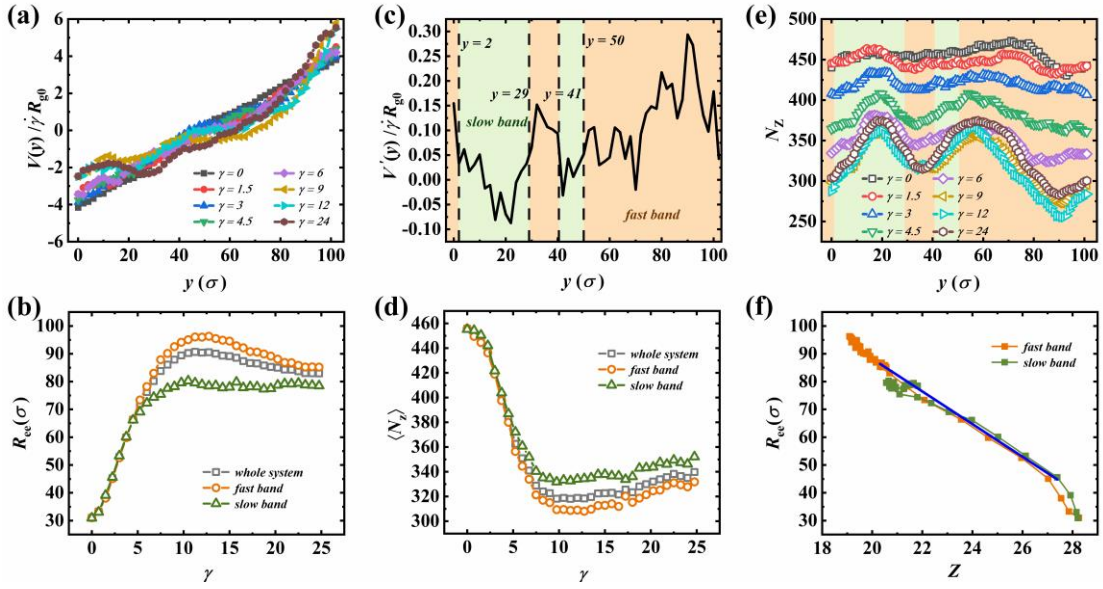 (a)
V(y) / γ̇ R_g0
6
4
2
0
-2
-4
-6
γ = 0
γ = 1.5
γ = 3
γ = 4.5
γ = 6
γ = 9
γ = 12
γ = 24
0 20 40 60 80 100
y (σ)
(c)
V′(y) / γ̇ R_g0
0.30
0.25
0.20
0.15
0.10
0.05
0.00
-0.05
-0.10
y = 2
y = 50
y = 29
y = 41
slow band
fast band
0 20 40 60 80 100
y (σ)
(e)
N_Z
500
450
400
350
300
250
γ = 0
γ = 1.5
γ = 3
γ = 4.5
γ = 6
γ = 9
γ = 12
γ = 24
0 20 40 60 80 100
y (σ)
(b)
R_ee(σ)
100
90
80
70
60
50
40
30
whole system
fast band
slow band
0 5 10 15 20 25
γ
(d)
⟨N_z⟩
460
440
420
400
380
360
340
320
300
whole system
fast band
slow band
0 5 10 15 20 25
γ
(f)
R_ee(σ)
100
90
80
70
60
50
40
30
fast band
slow band
18 20 22 24 26 28
Z